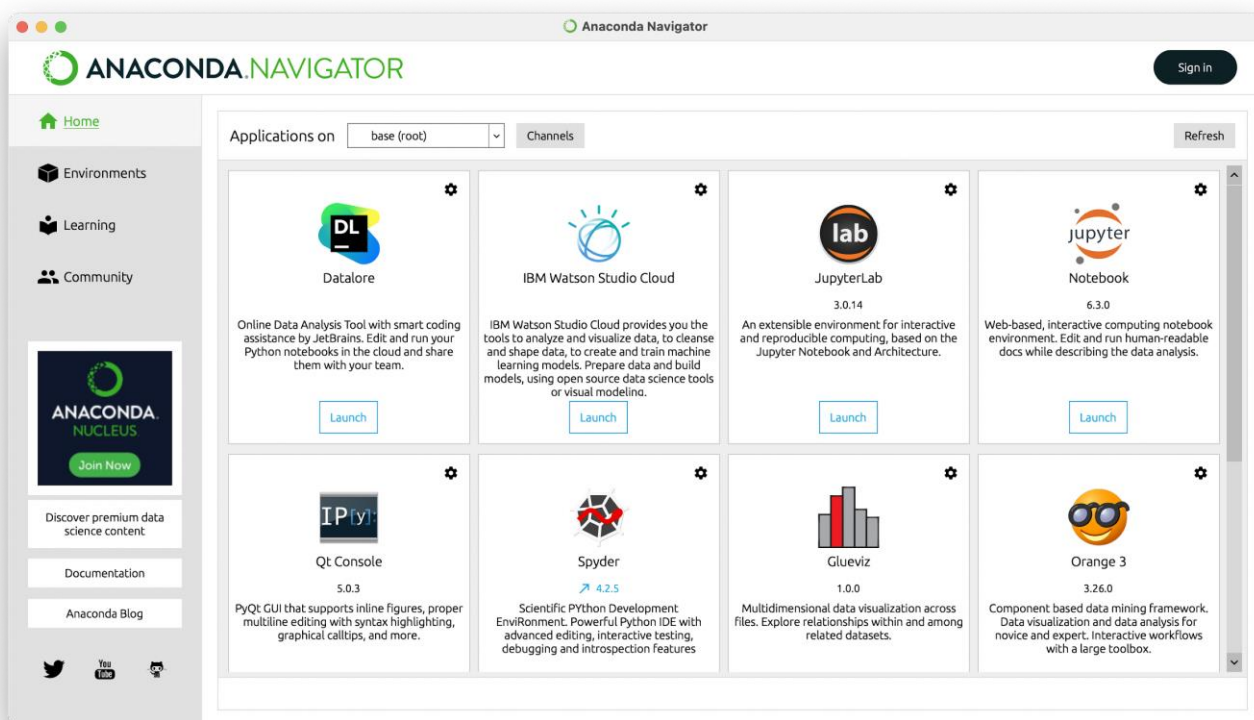 Anaconda Navigator
ANACONDA.NAVIGATOR
Sign in
Home
Environments
Learning
Community
ANACONDA.
NUCLEUS
Join Now
Discover premium data
science content
Documentation
Anaconda Blog
You
Tube
Applications on
base (root)
Channels
Refresh
DL
Datalore
Online Data Analysis Tool with smart coding
assistance by JetBrains. Edit and run your
Python notebooks in the cloud and share
them with your team.
Launch
IBM Watson Studio Cloud
IBM Watson Studio Cloud provides you the
tools to analyze and visualize data, to cleanse
and shape data, to create and train machine
learning models. Prepare data and build
models, using open source data science tools
or visual modeling.
Launch
lab
JupyterLab
3.0.14
An extensible environment for interactive
and reproducible computing, based on the
Jupyter Notebook and Architecture.
Launch
jupyter
Notebook
6.3.0
Web-based, interactive computing notebook
environment. Edit and run human-readable
docs while describing the data analysis.
Launch
IP[y]:
Qt Console
5.0.3
PyQt GUI that supports inline figures, proper
multiline editing with syntax highlighting,
graphical calltips, and more.
Spyder
4.2.5
Scientific PYthon Development
EnviRonment. Powerful Python IDE with
advanced editing, interactive testing,
debugging and introspection features
Glueviz
1.0.0
Multidimensional data visualization across
files. Explore relationships within and among
related datasets.
Orange 3
3.26.0
Component based data mining framework.
Data visualization and data analysis for
novice and expert. Interactive workflows
with a large toolbox.